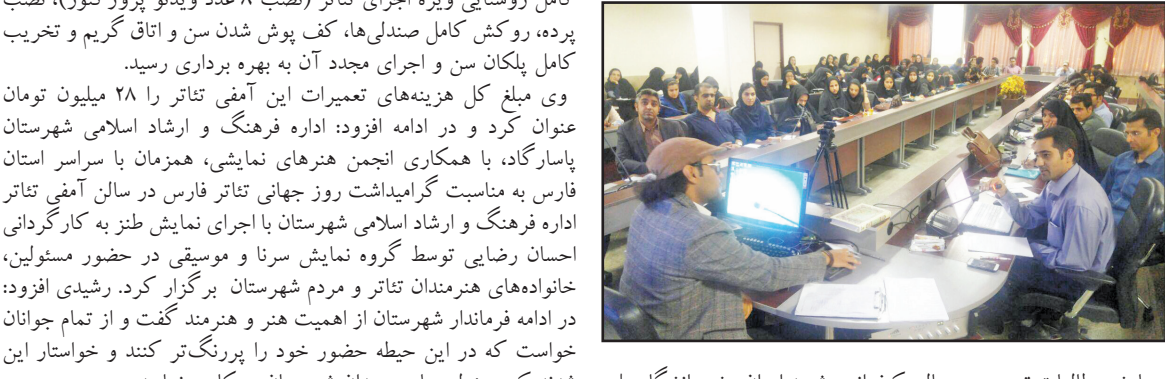 کامل روشنایی ویژه اجرای تئاتر (نصب ۸ عدد ویدئو پروژکتور)، نصب
پرده، روکش کامل صندلی‌ها، کف پوش شدن سن و اتاق گریم و تخریب
کامل پلکان سن و اجرای مجدد آن به بهره برداری رسید.
وی مبلغ کل هزینه‌های تعمیرات این آمفی تئاتر را ۲۸ میلیون تومان
عنوان کرد و در ادامه افزود: اداره فرهنگ و ارشاد اسلامی شهرستان
پاسارگاد، با همکاری انجمن هنرهای نمایشی، همزمان با سراسر استان
فارس به مناسبت گرامیداشت روز جهانی تئاتر فارس در سالن آمفی تئاتر
اداره فرهنگ و ارشاد اسلامی شهرستان با اجرای نمایش طنز به کارگردانی
احسان رضایی توسط گروه نمایش سرنا و موسیقی در حضور مسئولین،
خانواده‌های هنرمندان تئاتر و مردم شهرستان برگزار کرد. رشیدی افزود:
در ادامه فرماندار شهرستان از اهمیت هنر و هنرمند گفت و از تمام جوانان
خواست که در این حیطه حضور خود را پررنگ‌تر کنند و خواستار این